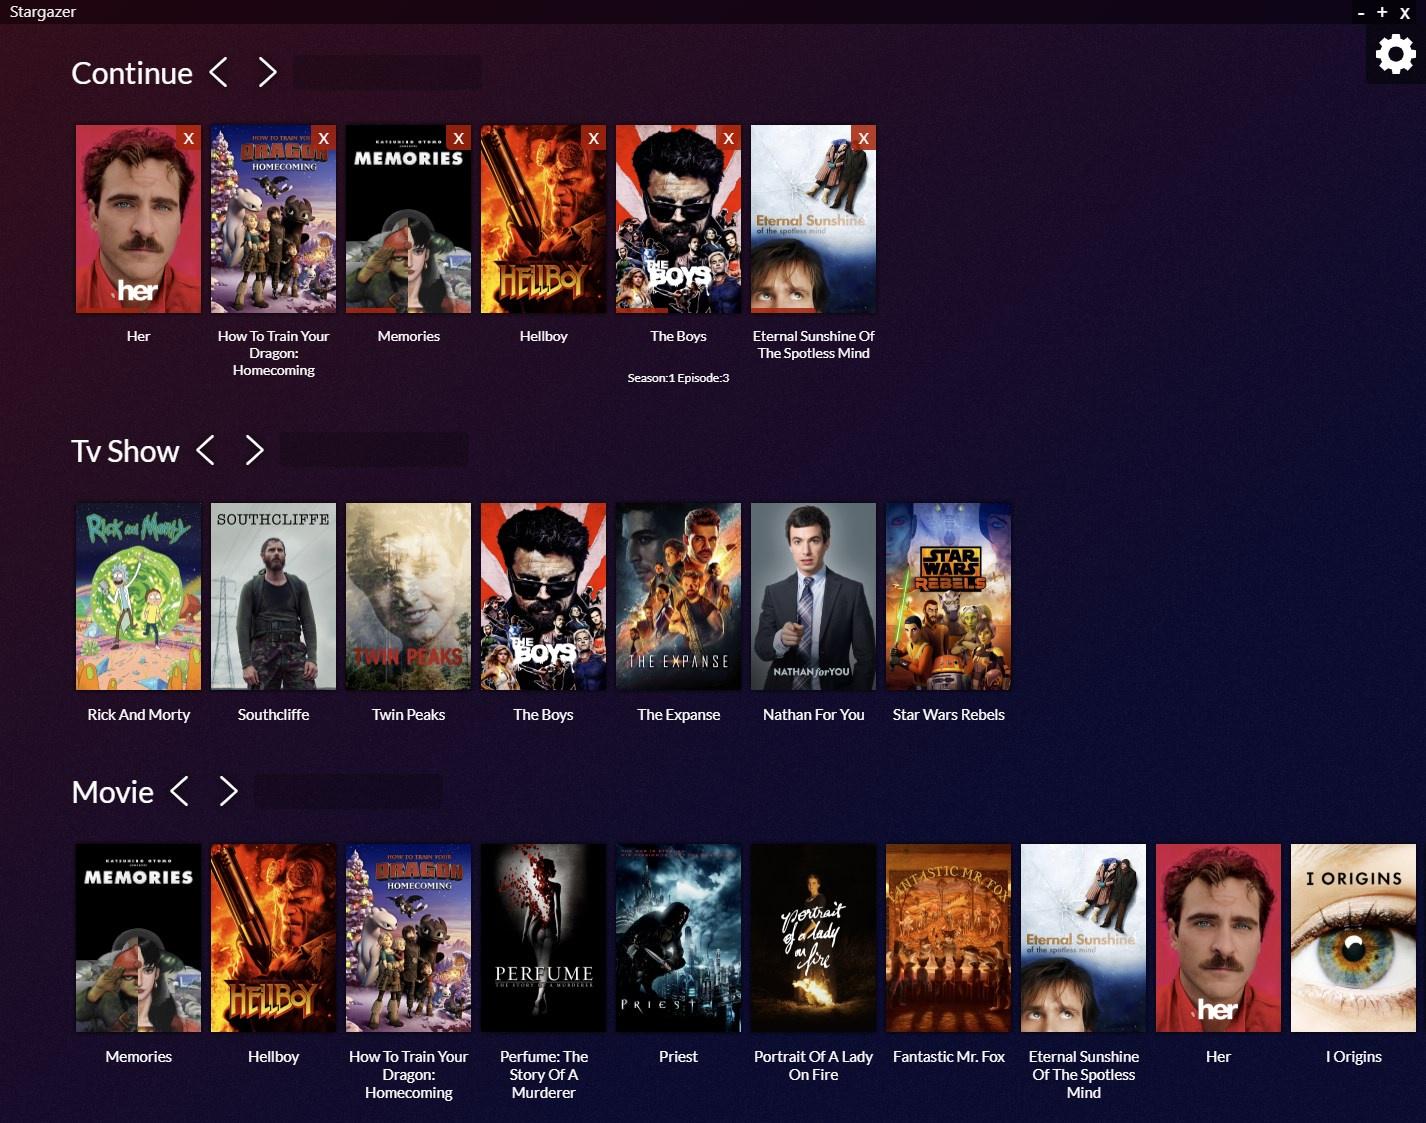 Stargazer
- + x
Continue
x x x x x x
her
HOW TO TRAIN YOUR
DRAGON
HOMECOMING
KATSUHIRO OTOMO
MEMORIES
HELLBOY
THE BOYS
Eternal Sunshine
of the spotless mind
Her
How To Train Your
Dragon:
Homecoming
Memories
Hellboy
The Boys
Season:1 Episode:3
Eternal Sunshine Of
The Spotless Mind
Tv Show
Rick and Morty
SOUTHCLIFFE
TWIN PEAKS
THE BOYS
THE EXPANSE
NATHAN for YOU
STAR
WARS
REBELS
Rick And Morty
Southcliffe
Twin Peaks
The Boys
The Expanse
Nathan For You
Star Wars Rebels
Movie
KATSUHIRO OTOMO
MEMORIES
HELLBOY
HOW TO TRAIN YOUR
DRAGON
HOMECOMING
PERFUME
THE STORY OF A MURDERER
PRIEST
portrait
of a lady
on
fire
FANTASTIC MR. FOX
Eternal Sunshine
of the spotless mind
her
I ORIGINS
Memories
Hellboy
How To Train Your
Dragon:
Homecoming
Perfume: The
Story Of A
Murderer
Priest
Portrait Of A Lady
On Fire
Fantastic Mr. Fox
Eternal Sunshine
Of The Spotless
Mind
Her
I Origins